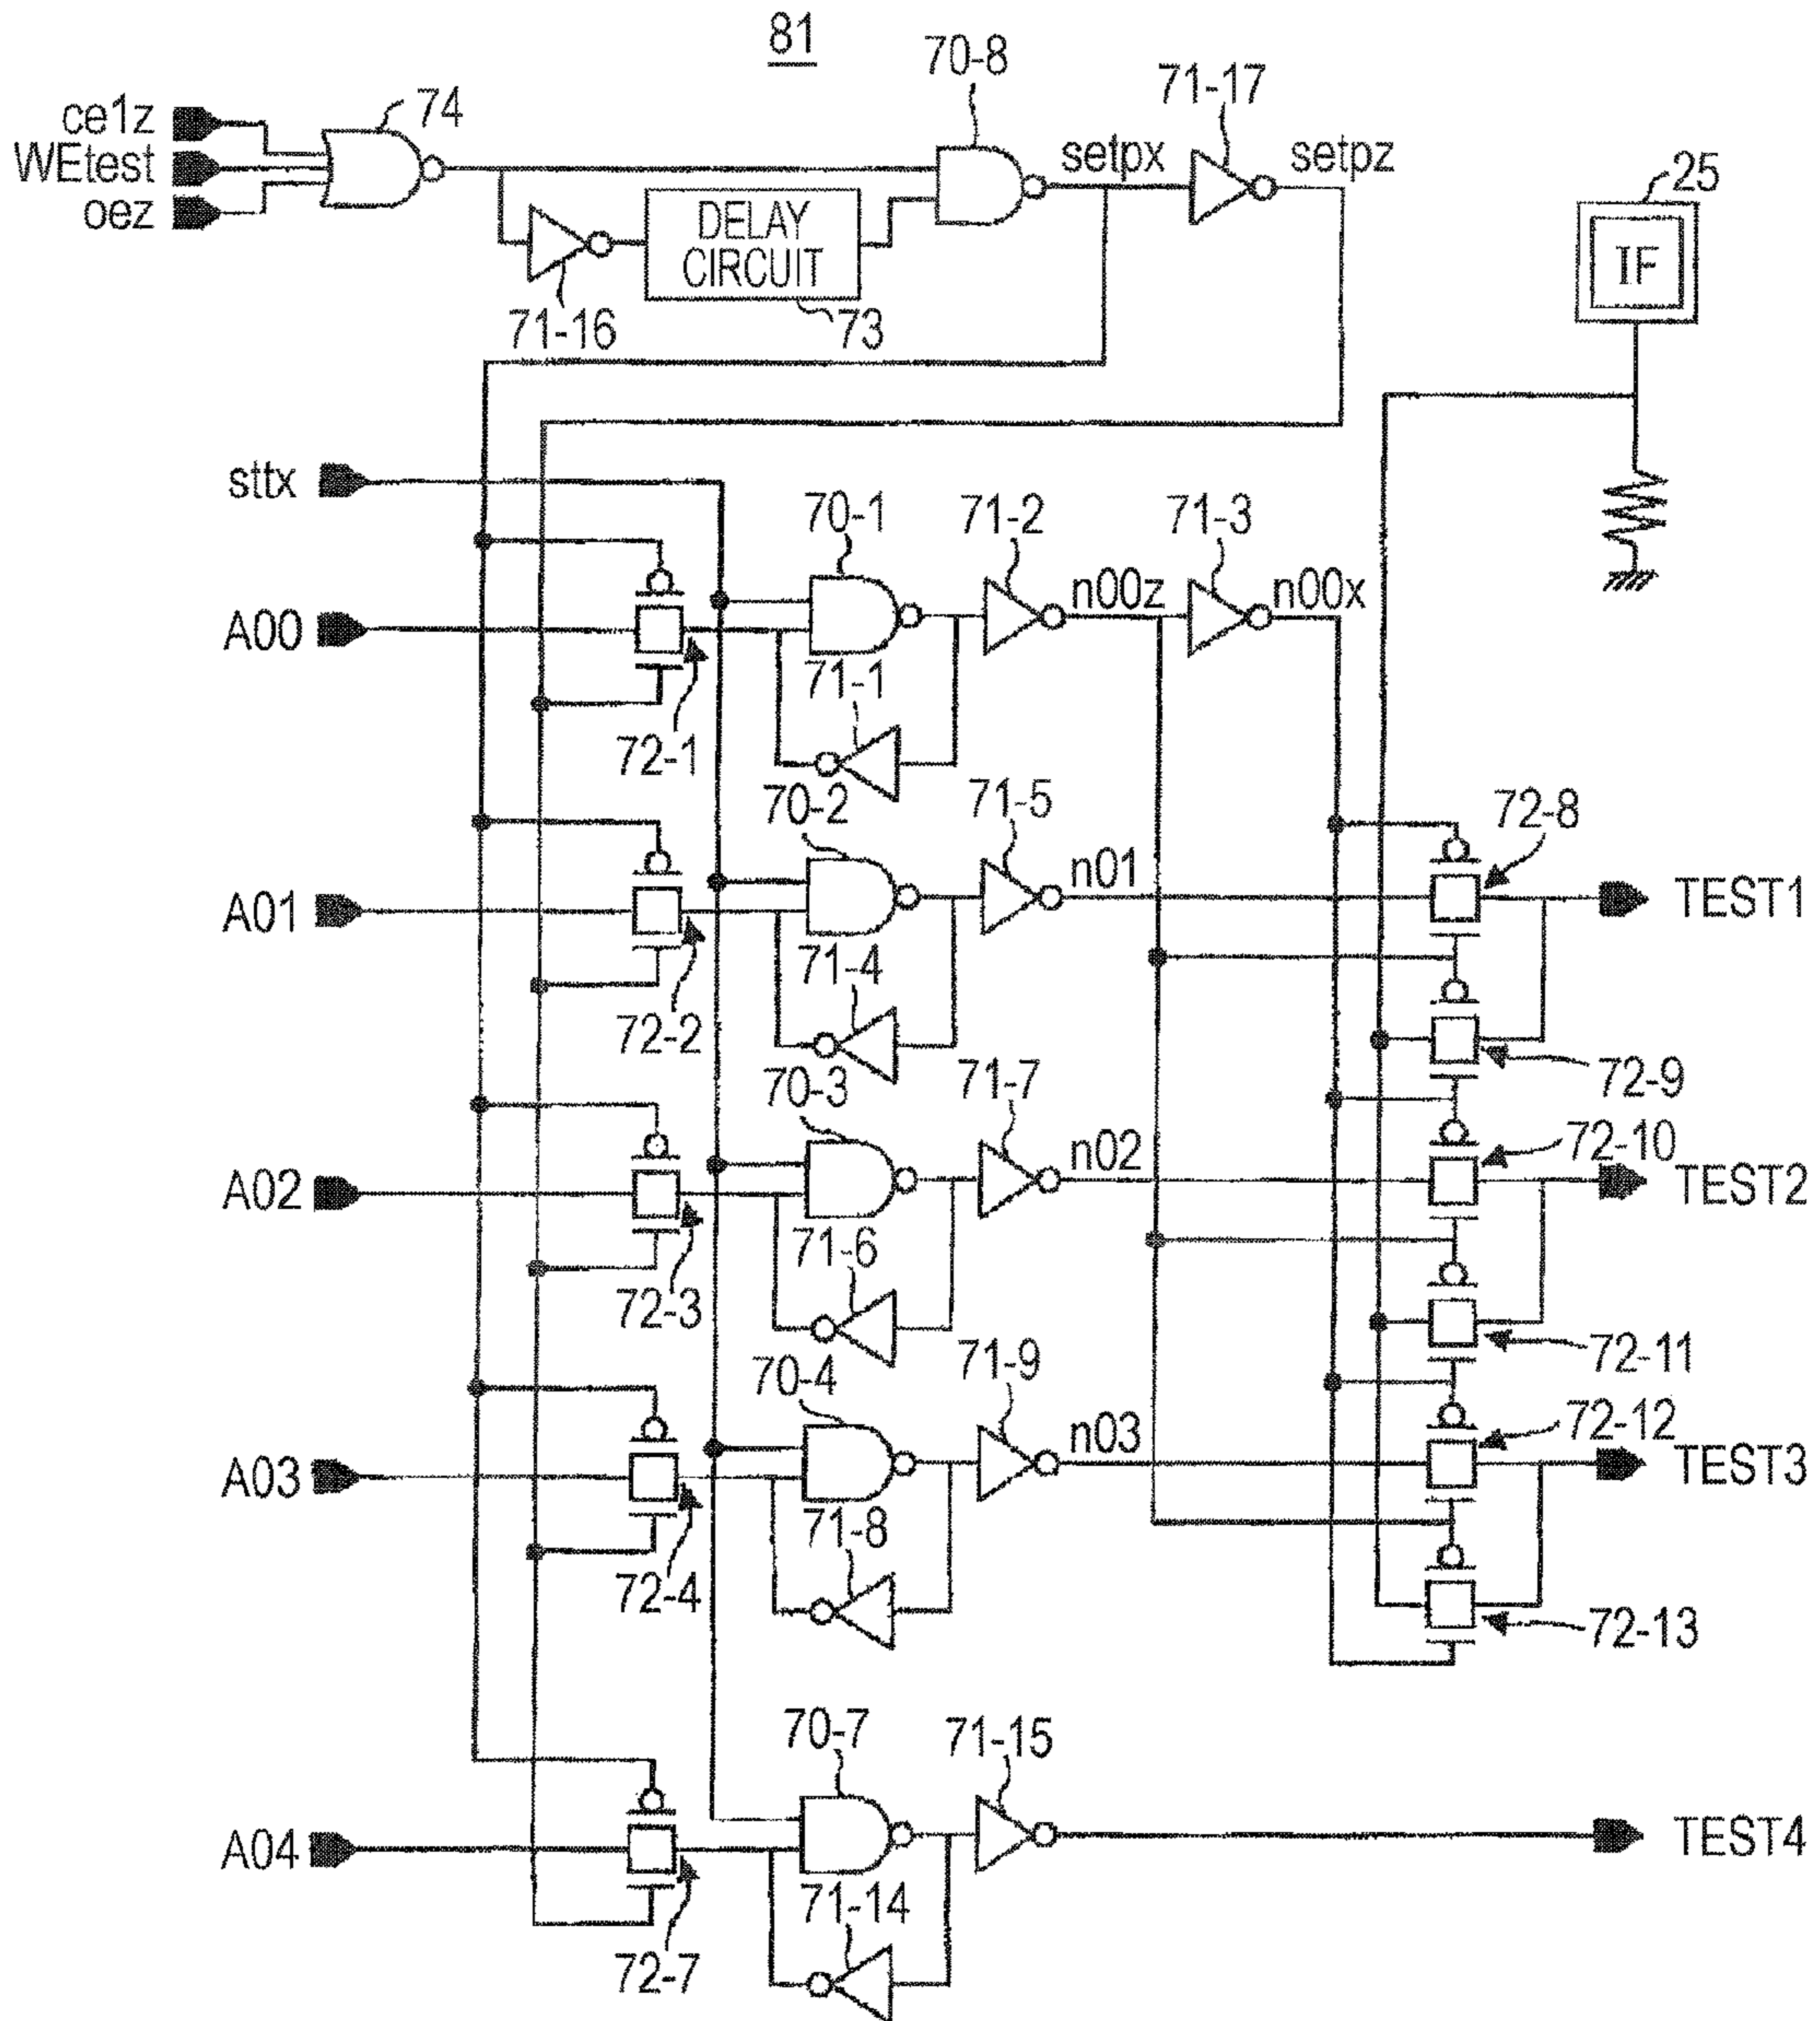 81
70-8
71-17
ce1z
74
WEtest
setpx
setpz
oez
25
DELAY
CIRCUIT
IF
71-16
73
sttx
70-1
71-2
71-3
n00z
n00x
A00
71-1
72-1
70-2
71-5
72-8
n01
A01
TEST1
71-4
72-2
72-9
70-3
71-7
72-10
n02
A02
TEST2
71-6
72-3
72-11
70-4
71-9
72-12
n03
A03
TEST3
71-8
72-4
72-13
70-7
71-15
A04
TEST4
71-14
72-7